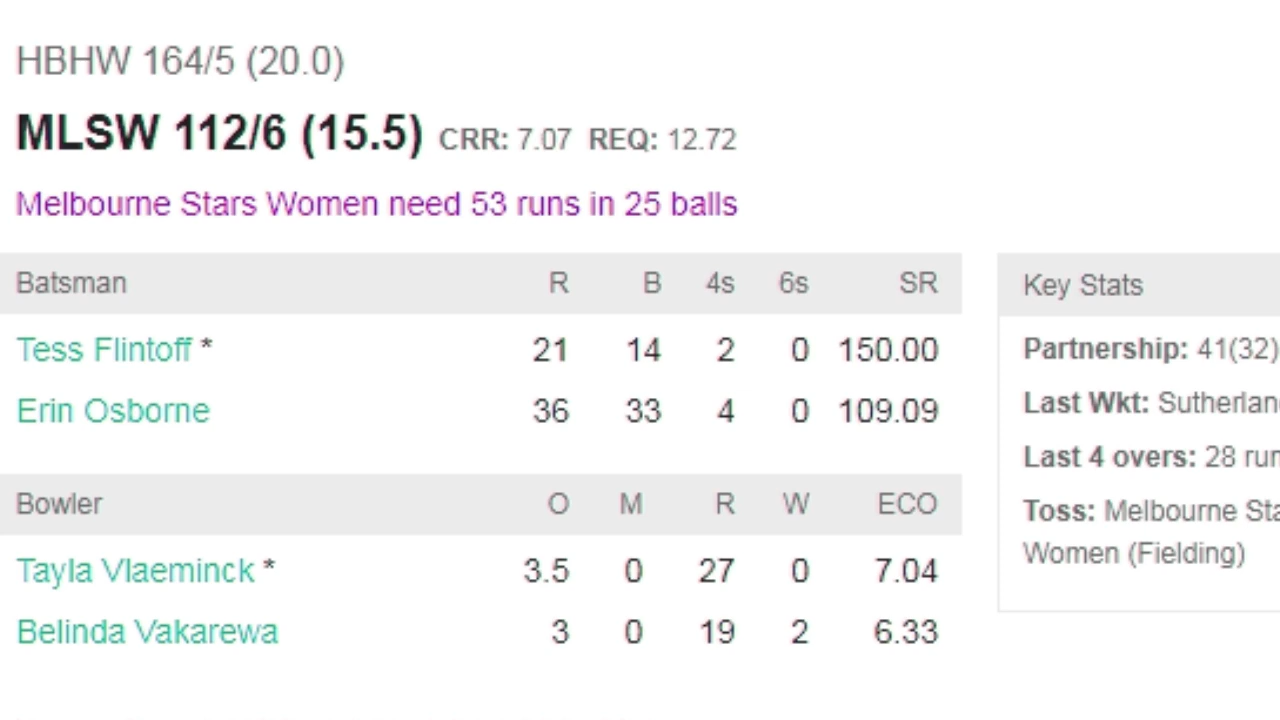 HBHW 164/5 (20.0)
MLSW 112/6 (15.5) CRR: 7.07 REQ: 12.72
Melbourne Stars Women need 53 runs in 25 balls
Batsman R B 4s 6s SR
Tess Flintoff * 21 14 2 0 150.00
Erin Osborne 36 33 4 0 109.09
Bowler O M R W ECO
Tayla Vlaeminck * 3.5 0 27 0 7.04
Belinda Vakarewa 3 0 19 2 6.33
Key Stats
Partnership: 41(32)
Last Wkt:
Last 4 overs: 28
Toss: Melbourne
Women (Fielding)